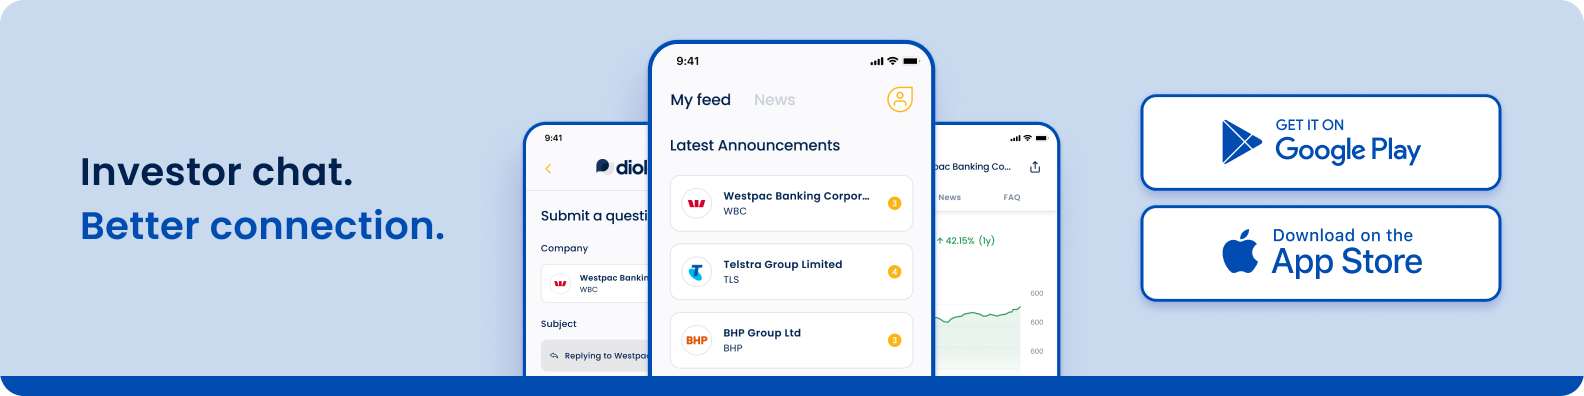 Investor chat.
Better connection.
9:41
Submit a questi
Company
Westpac Bankin
WBC
Subject
Replying to Westpac
9:41
My feed
News
Latest Announcements
Westpac Banking Corpor...
WBC
3
Telstra Group Limited
TLS
4
BHP
BHP Group Ltd
BHP
3
pac Banking Co...
News
FAQ
42.15% (1y)
600
600
600
GET IT ON
Google Play
Download on the
App Store